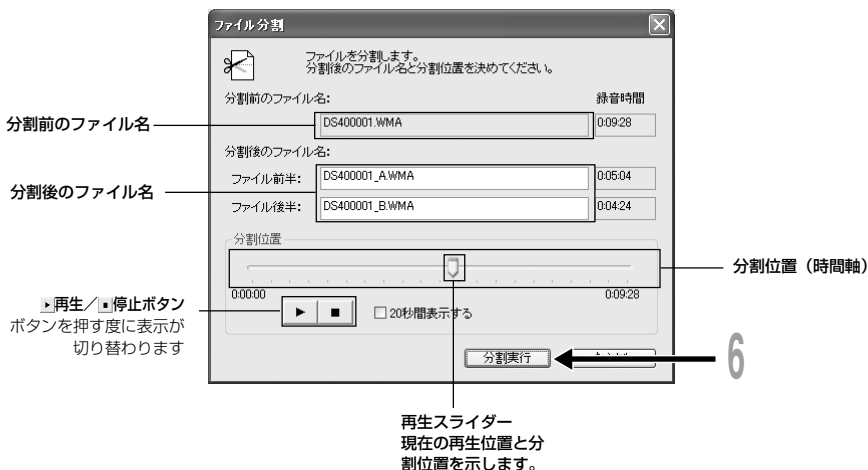 ファイル分割
ファイルを分割します。
分割後のファイル名と分割位置を決めてください。
分割前のファイル名:
録音時間
分割前のファイル名
DS400001.WMA
0:09:28
分割後のファイル名:
分割後のファイル名
ファイル前半:
DS400001_A.WMA
0:05:04
ファイル後半:
DS400001_B.WMA
0:04:24
分割位置
分割位置（時間軸）
0:00:00
0:09:28
再生／停止ボタン
ボタンを押す度に表示が
切り替わります
20秒間表示する
分割実行
6
再生スライダー
現在の再生位置と分
割位置を示します。